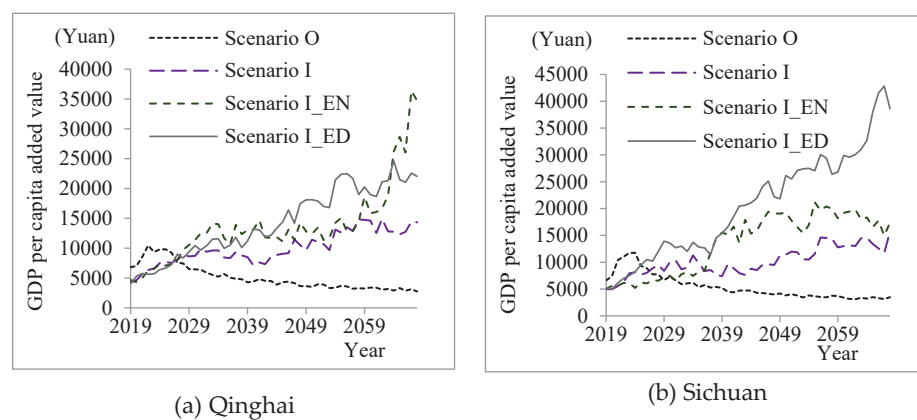 (Yuan)
Scenario O
Scenario I
Scenario I_EN
Scenario I_ED
GDP per capita added value
40000
35000
30000
25000
20000
15000
10000
5000
0
2019 2029 2039 2049 2059
Year
(a) Qinghai
(Yuan)
Scenario O
Scenario I
Scenario I_EN
Scenario I_ED
GDP per capita added value
45000
40000
35000
30000
25000
20000
15000
10000
5000
0
2019 2029 2039 2049 2059
Year
(b) Sichuan